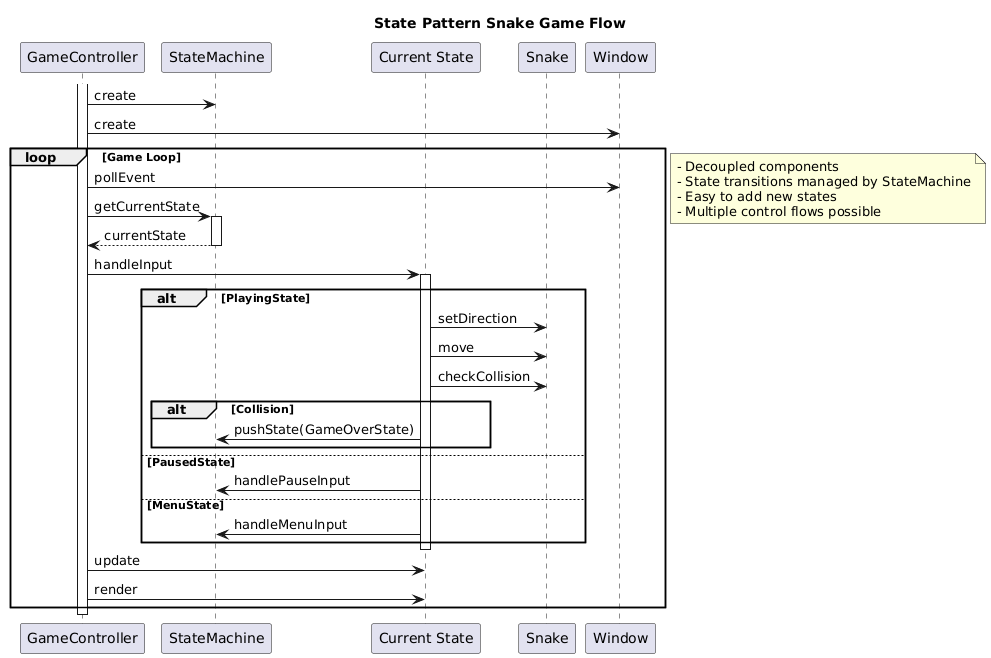 State Pattern Snake Game Flow
GameController
StateMachine
Current State
Snake
Window
create
create
loop
[Game Loop]
- Decoupled components
- State transitions managed by StateMachine
- Easy to add new states
- Multiple control flows possible
pollEvent
getCurrentState
currentState
handleInput
alt
[PlayingState]
setDirection
move
checkCollision
alt
[Collision]
pushState(GameOverState)
[PausedState]
handlePauseInput
[MenuState]
handleMenuInput
update
render
GameController
StateMachine
Current State
Snake
Window